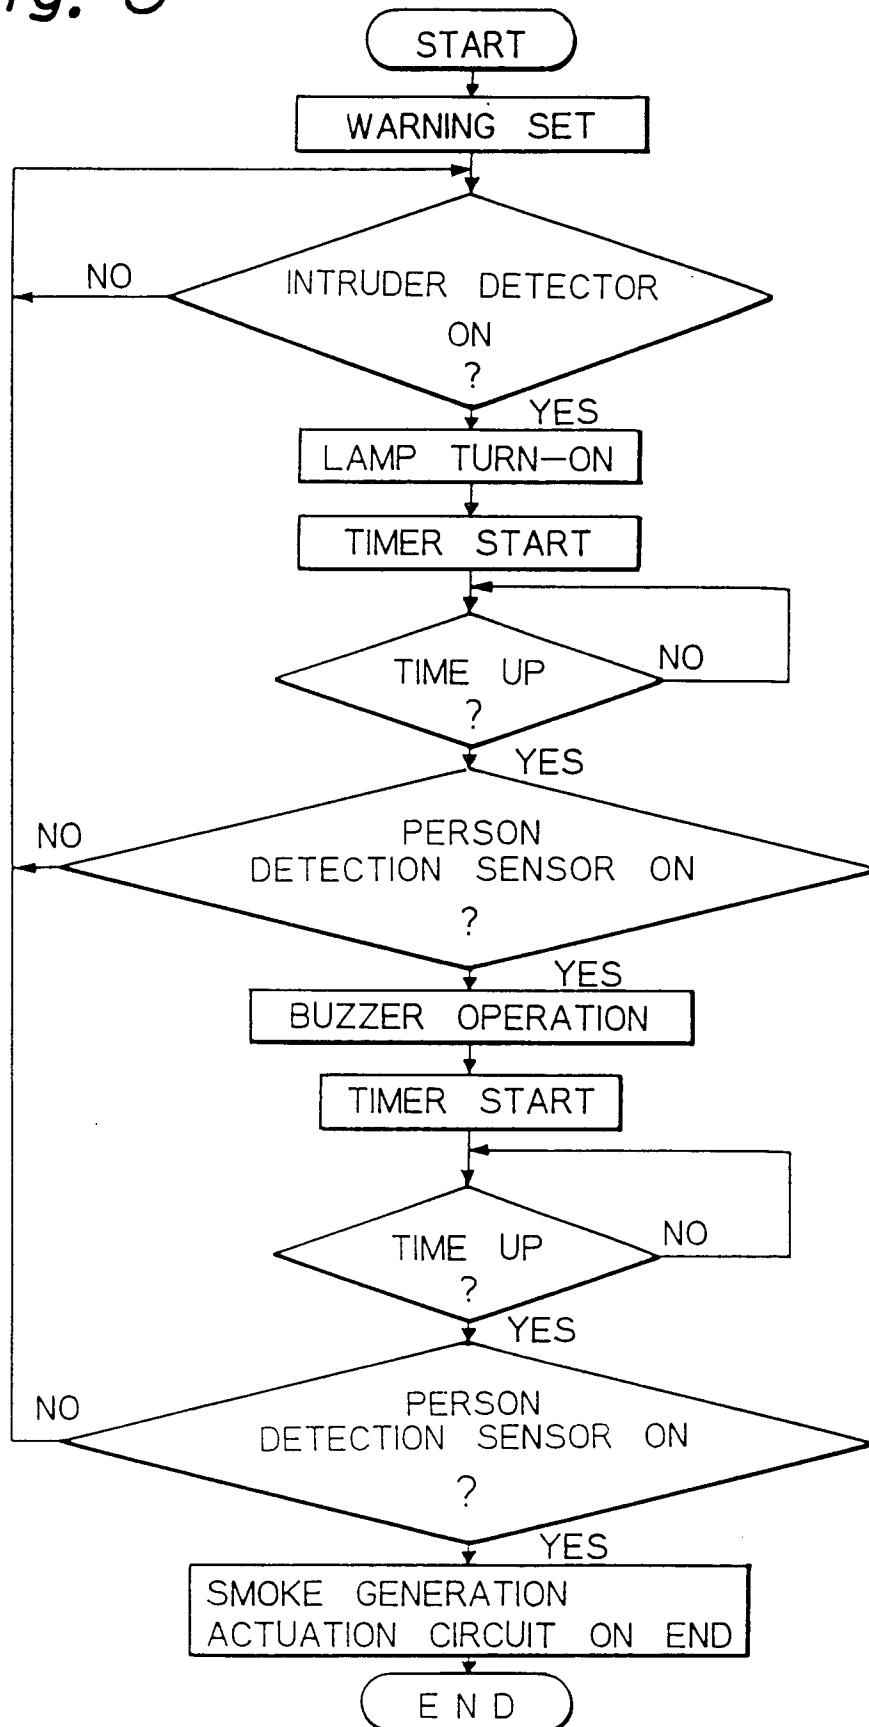 START
WARNING SET
NO
INTRUDER DETECTOR
ON
?
YES
LAMP TURN-ON
TIMER START
TIME UP
NO
?
YES
NO
PERSON
DETECTION SENSOR ON
?
YES
BUZZER OPERATION
TIMER START
TIME UP
NO
?
YES
NO
PERSON
DETECTION SENSOR ON
?
YES
SMOKE GENERATION
ACTUATION CIRCUIT ON END
END